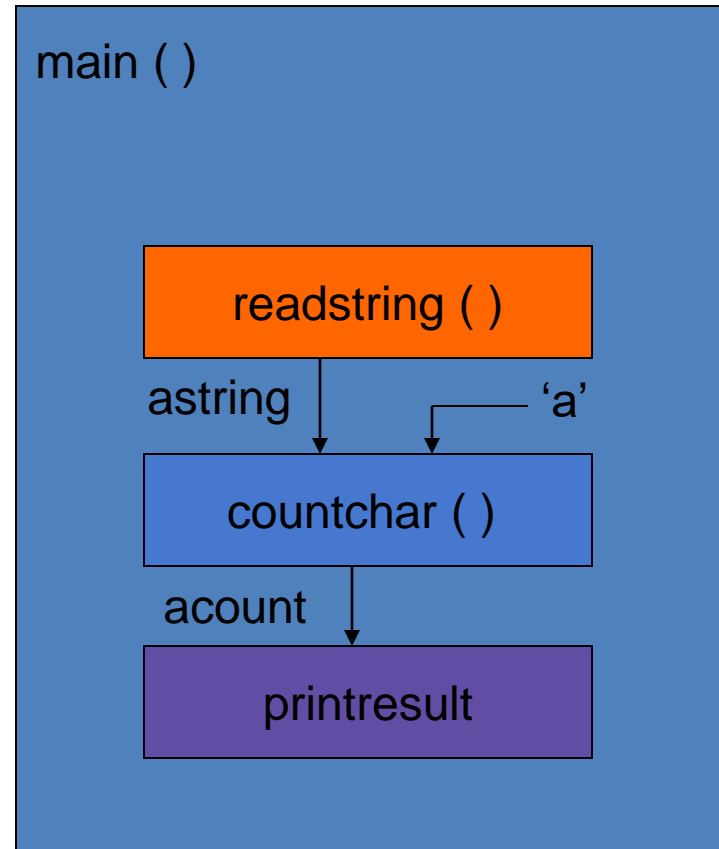 main ( )
readstring ( )
astring
‘a’
countchar ( )
acount
printresult